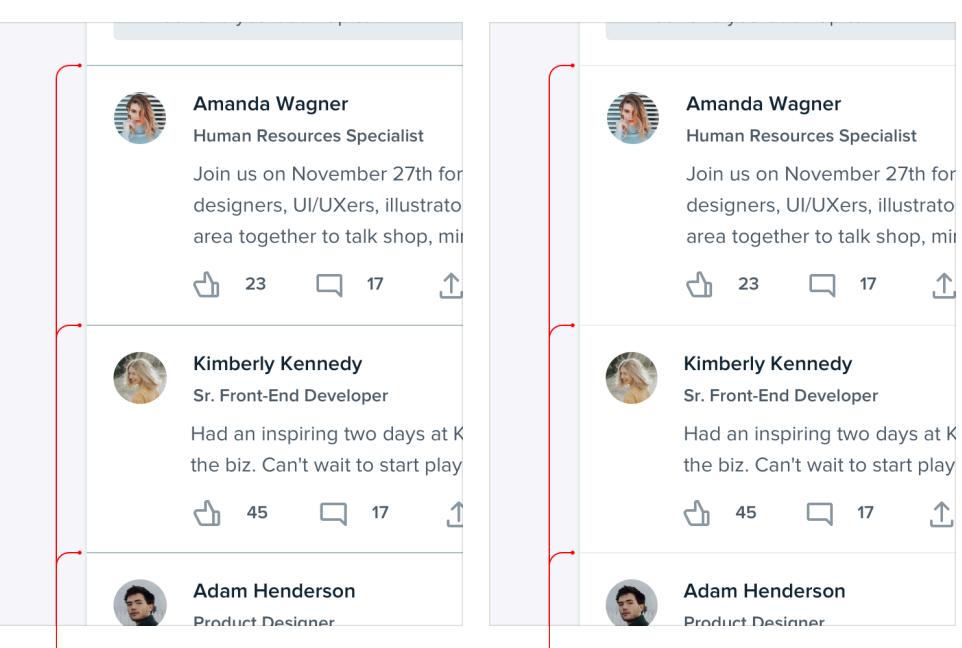 Amanda Wagner
Human Resources Specialist
Join us on November 27th for
designers, UI/UXers, illustrato
area together to talk shop, mi
23 17
Kimberly Kennedy
Sr. Front-End Developer
Had an inspiring two days at K
the biz. Can't wait to start play
45 17
Adam Henderson
Product Designer
Amanda Wagner
Human Resources Specialist
Join us on November 27th for
designers, UI/UXers, illustrato
area together to talk shop, mi
23 17
Kimberly Kennedy
Sr. Front-End Developer
Had an inspiring two days at K
the biz. Can't wait to start play
45 17
Adam Henderson
Product Designer